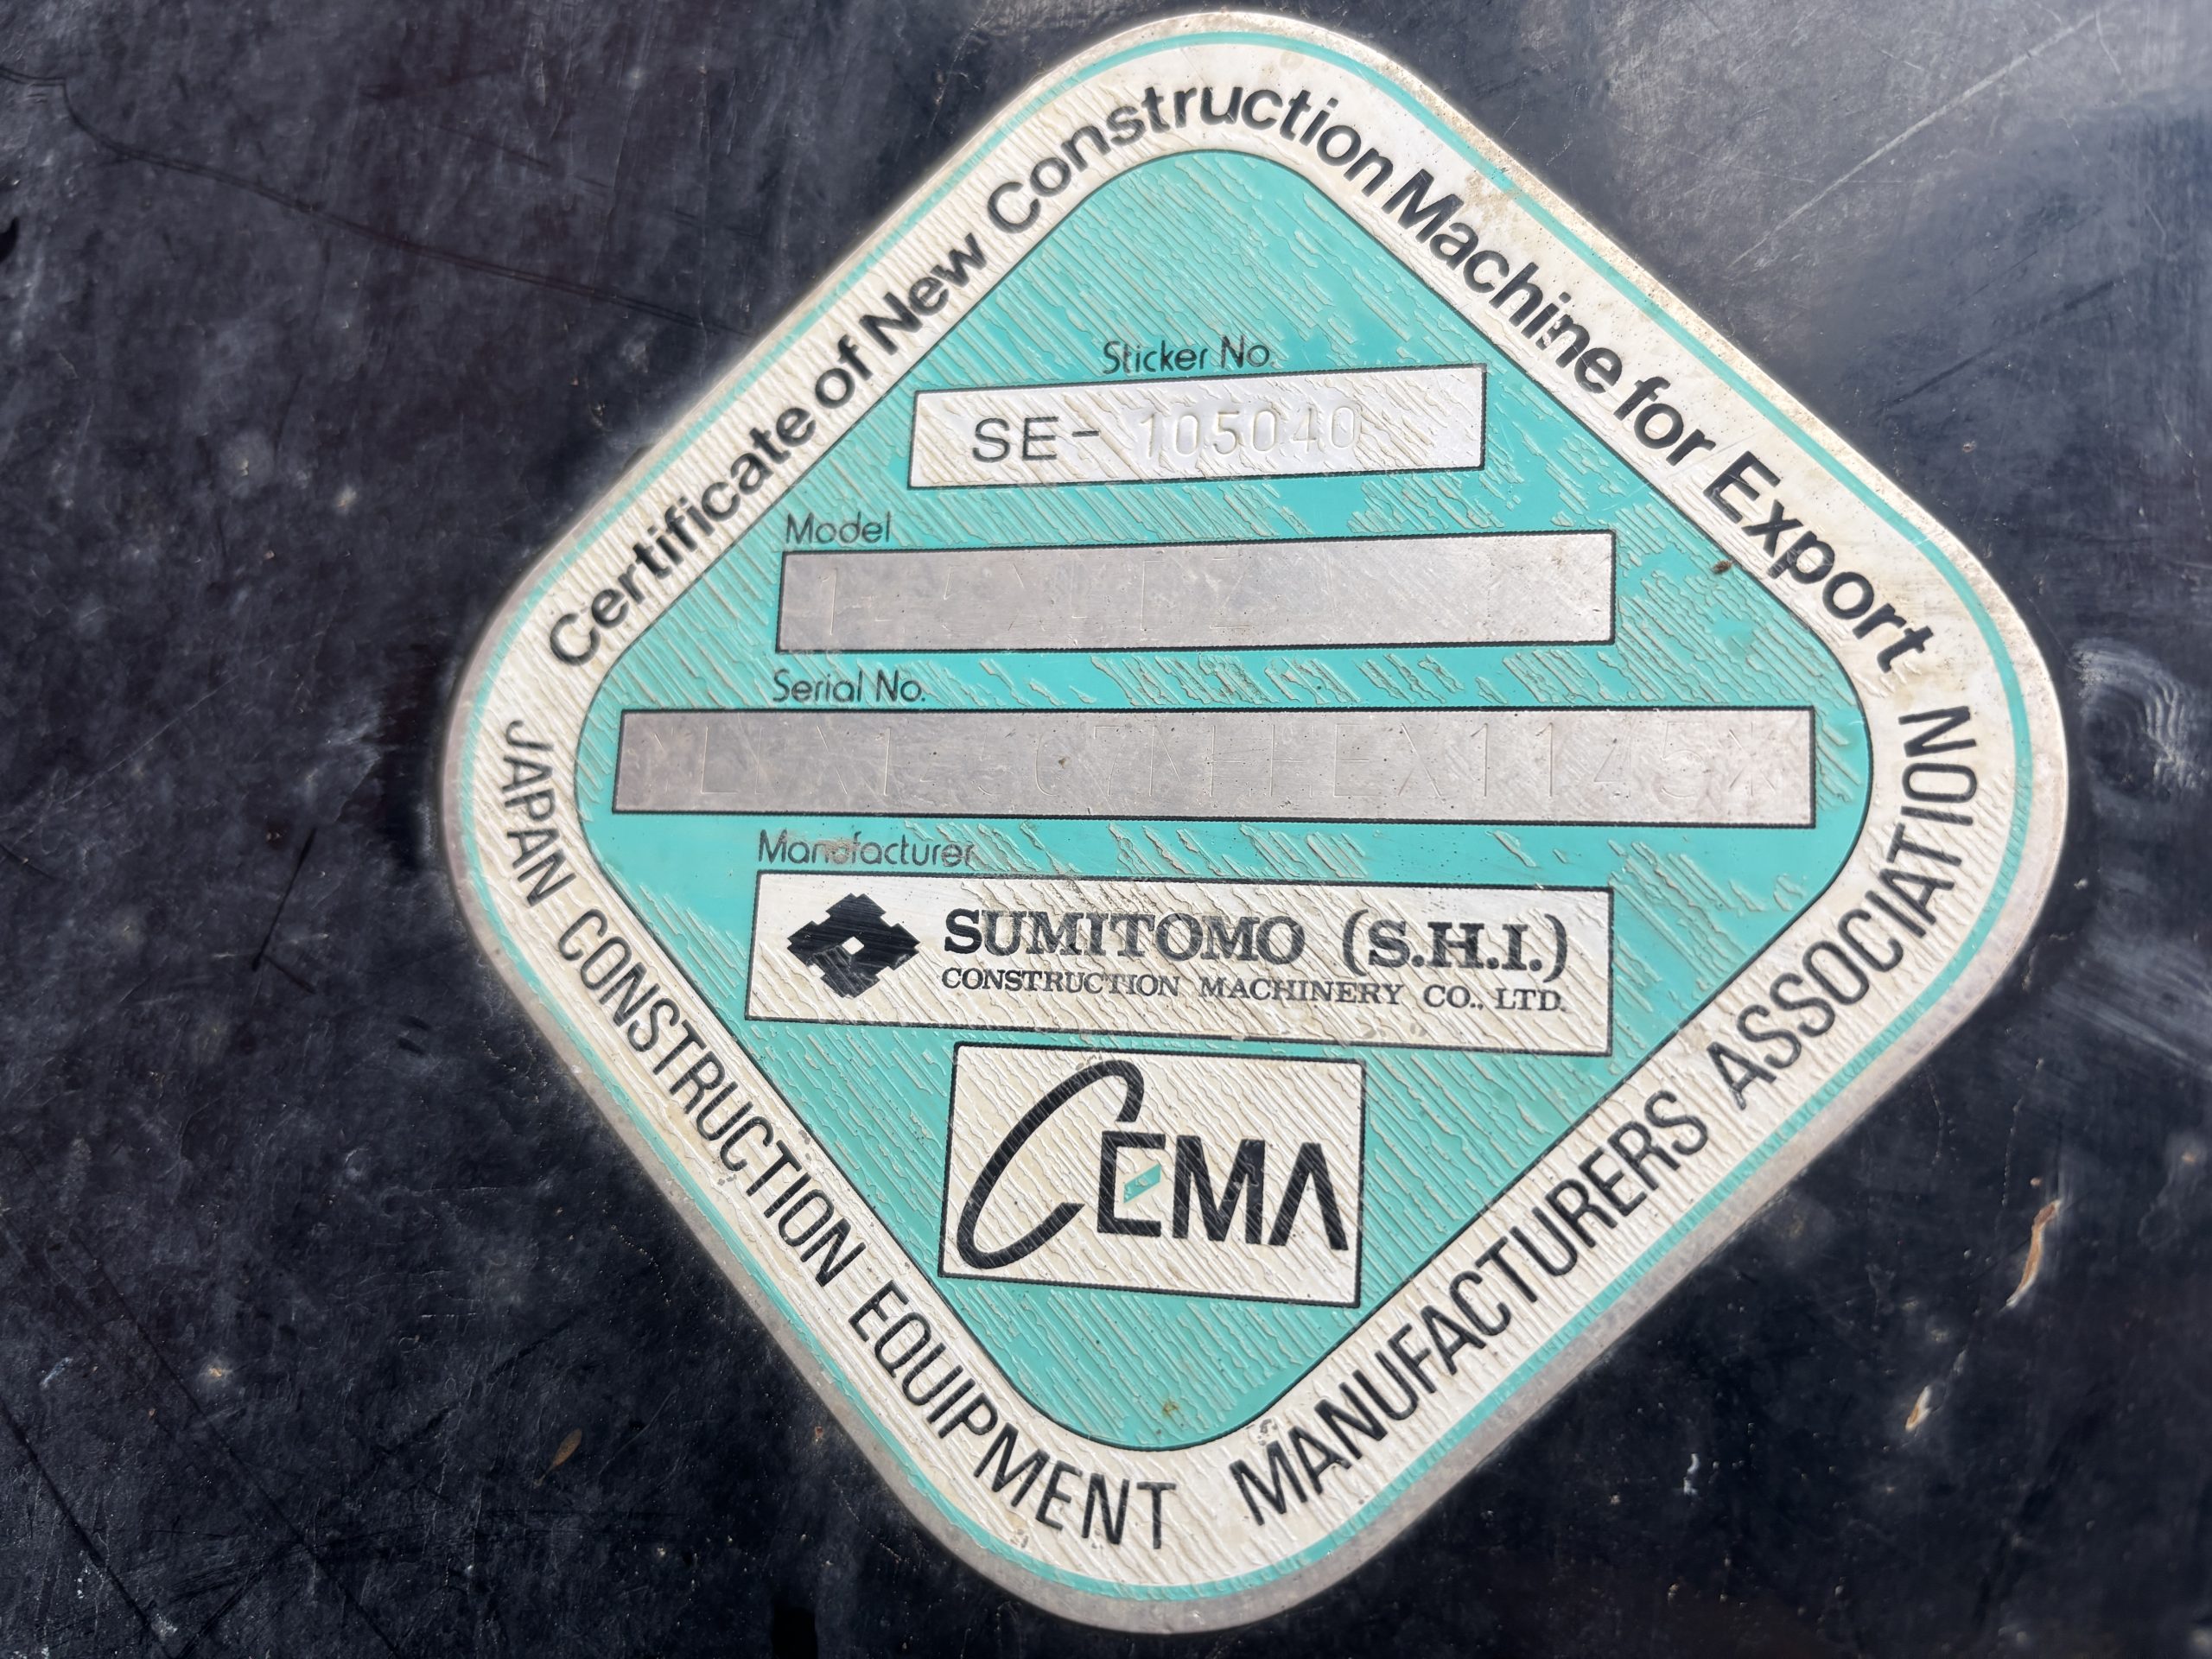 Certificate of New Construction Machine for Export
Sticker No.
SE- 105040
Model
Serial No.
Manufacturer
SUMITOMO (S.H.I.)
CONSTRUCTION MACHINERY CO., LTD.
CEMA
JAPAN CONSTRUCTION EQUIPMENT MANUFACTURERS ASSOCIATION